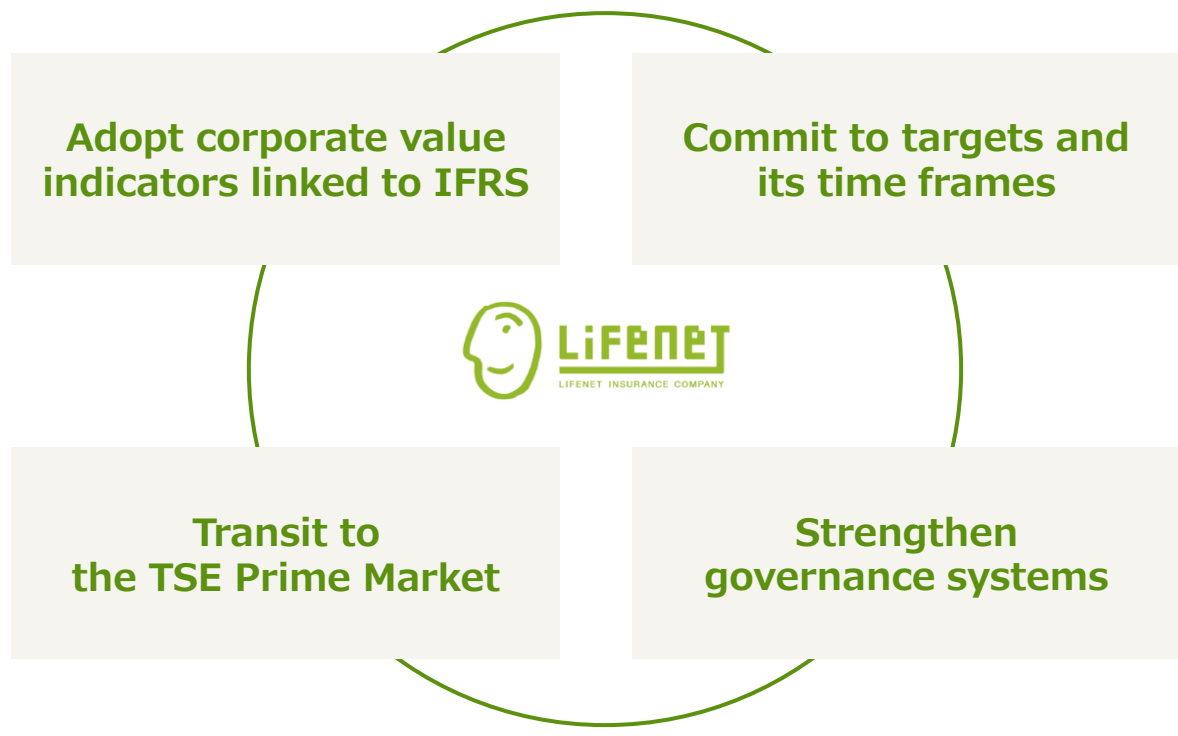 Adopt corporate value
indicators linked to IFRS
Commit to targets and
its time frames
LIFENET
LIFENET INSURANCE COMPANY
Transit to
the TSE Prime Market
Strengthen
governance systems